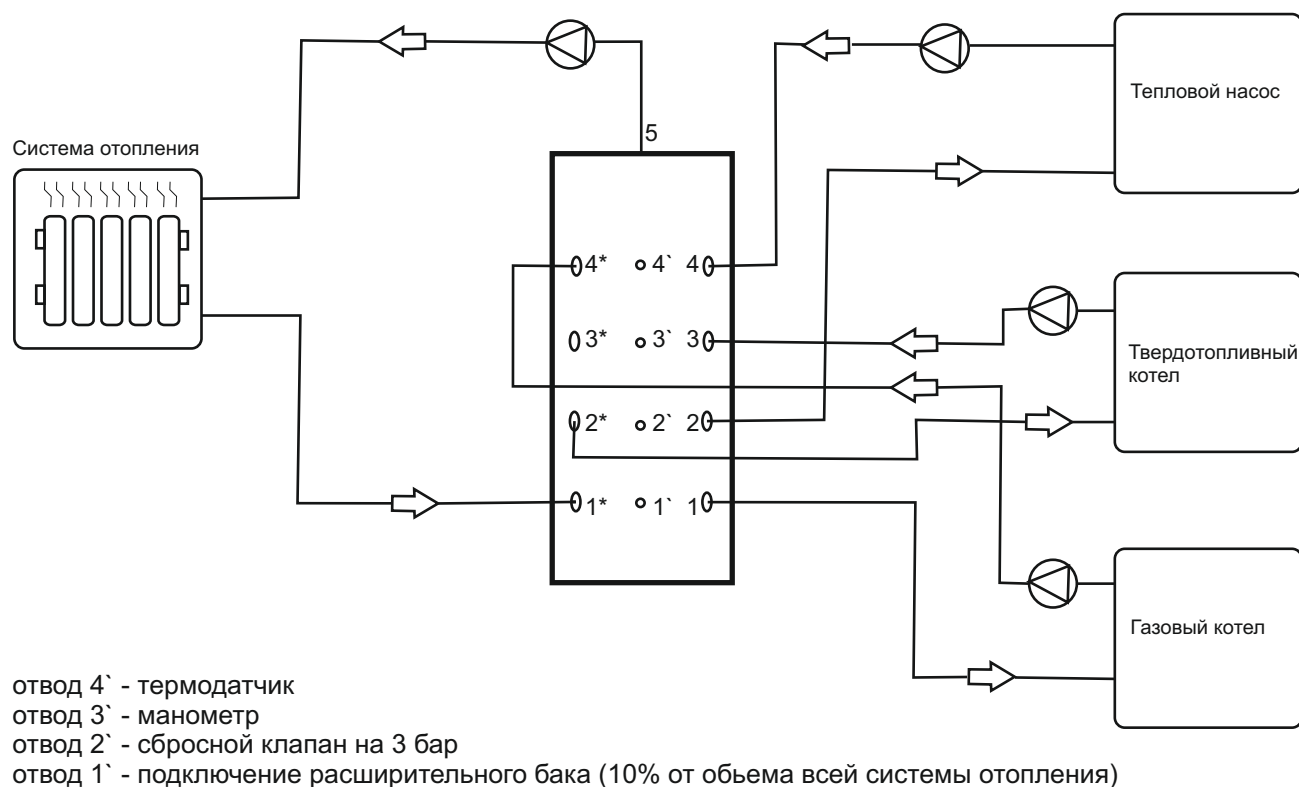 Тепловой насос
5
Система отопления
4* 4` 4
3* 3` 3
Твердотопливный
котел
2* 2` 2
1* 1` 1
Газовый котел
отвод 4` - термодатчик
отвод 3` - манометр
отвод 2` - сбросной клапан на 3 бар
отвод 1` - подключение расширительного бака (10% от обьема всей системы отопления)